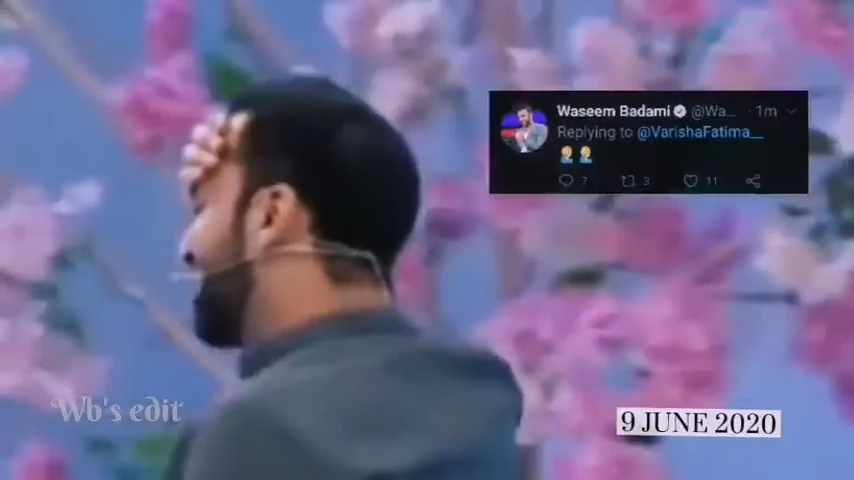 Waseem Badami @Wa... · 1m
Replying to @VarishaFatima__
🤦‍♂️🤦‍♂️
7 3 11
Wb's edit
9 JUNE 2020